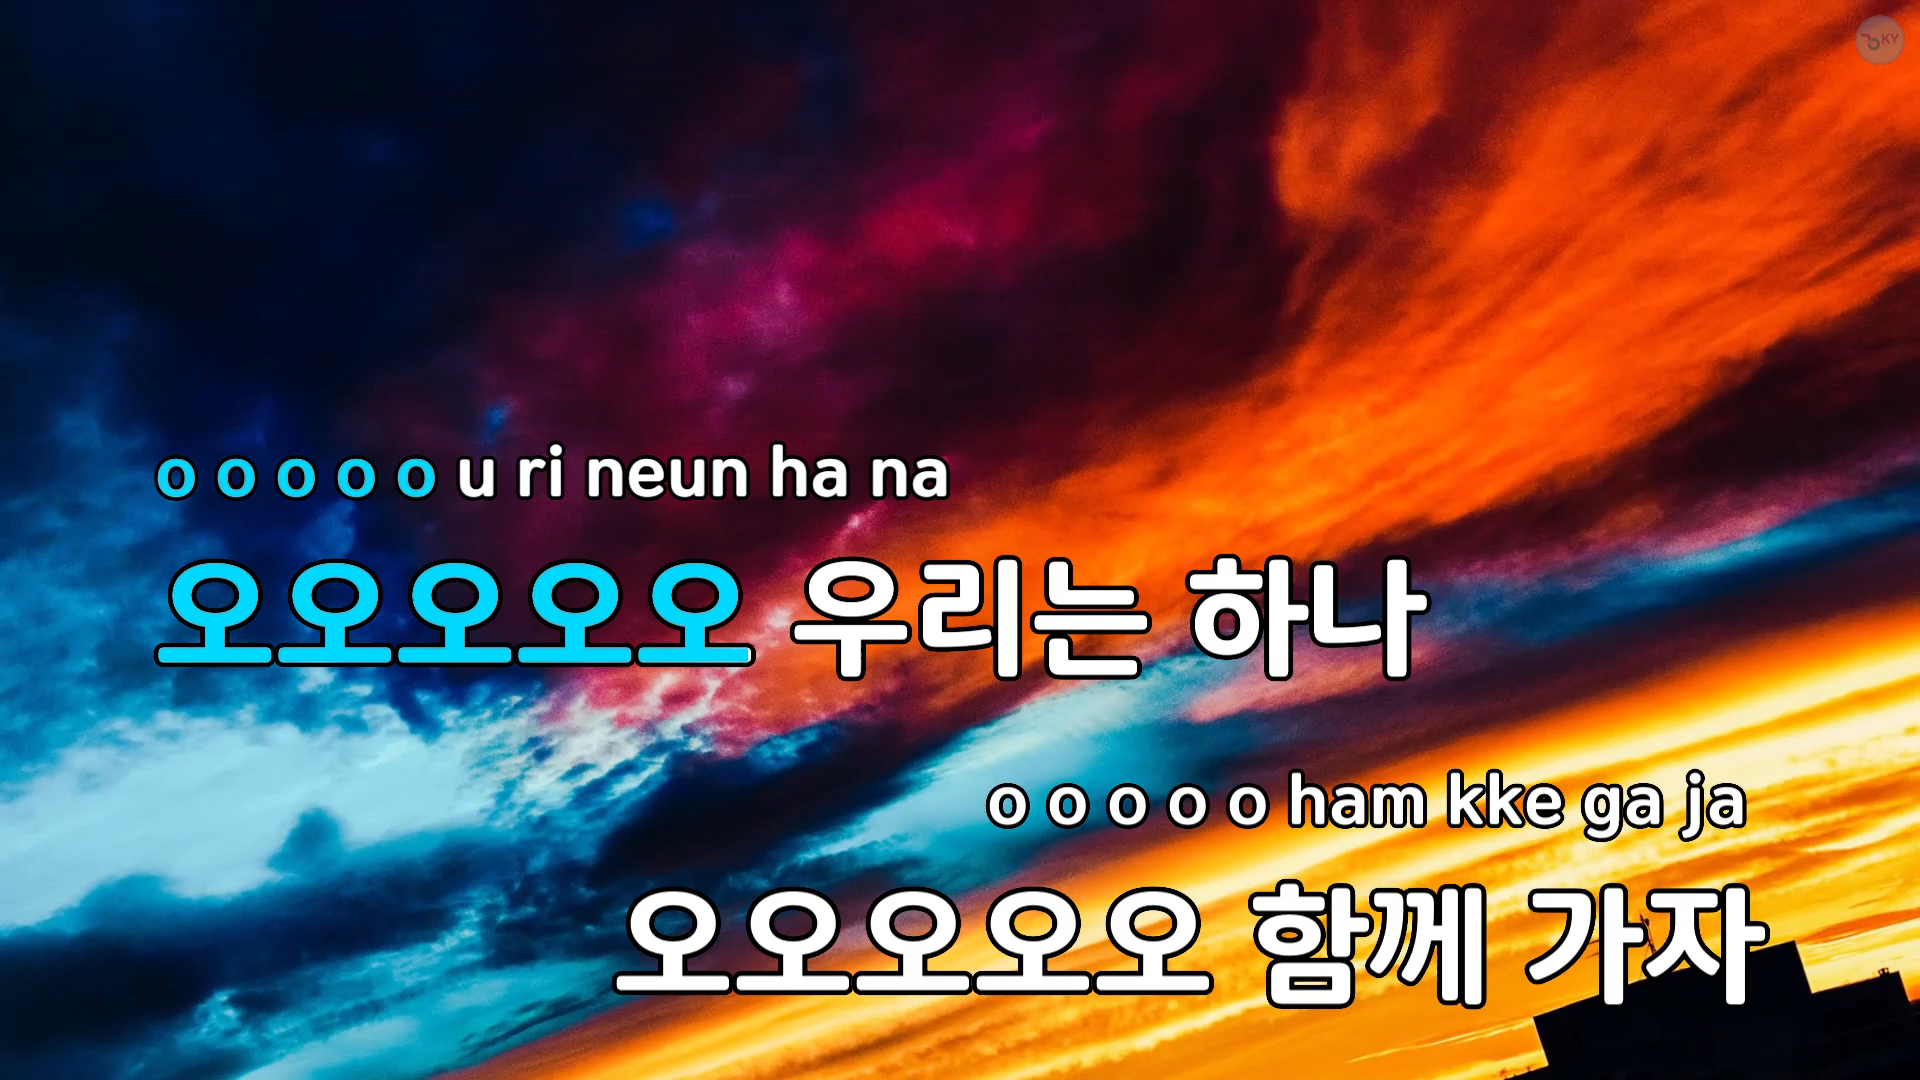 KY
o o o o o u ri neun ha na
오오오오오 우리는 하나
o o o o o ham kke ga ja
오오오오오 함께 가자